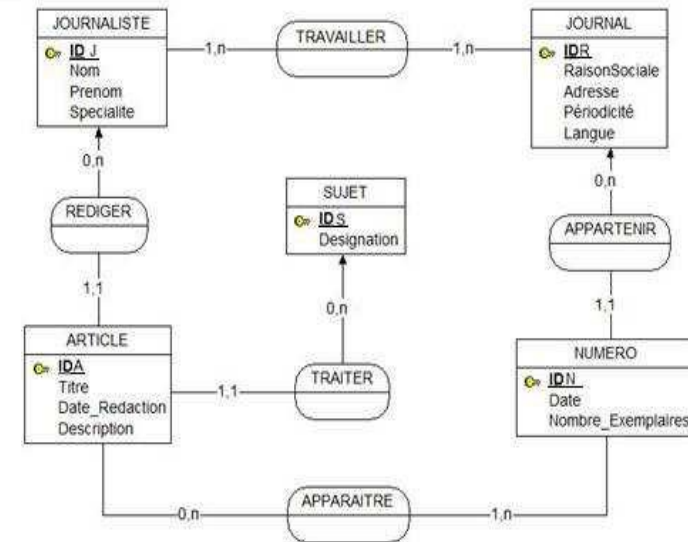 JOURNALISTE
ID J
Nom
Prenom
Specialite
1,n
TRAVAILLER
1,n
JOURNAL
IDR
RaisonSociale
Adresse
Périodicité
Langue
0,n
REDIGER
1,1
SUJET
ID S
Designation
0,n
APPARTENIR
1,1
0,n
ARTICLE
IDA
Titre
Date_Redaction
Description
1,1
TRAITER
NUMERO
IDN
Date
Nombre_Exemplaires
0,n
APPARAITRE
1,n